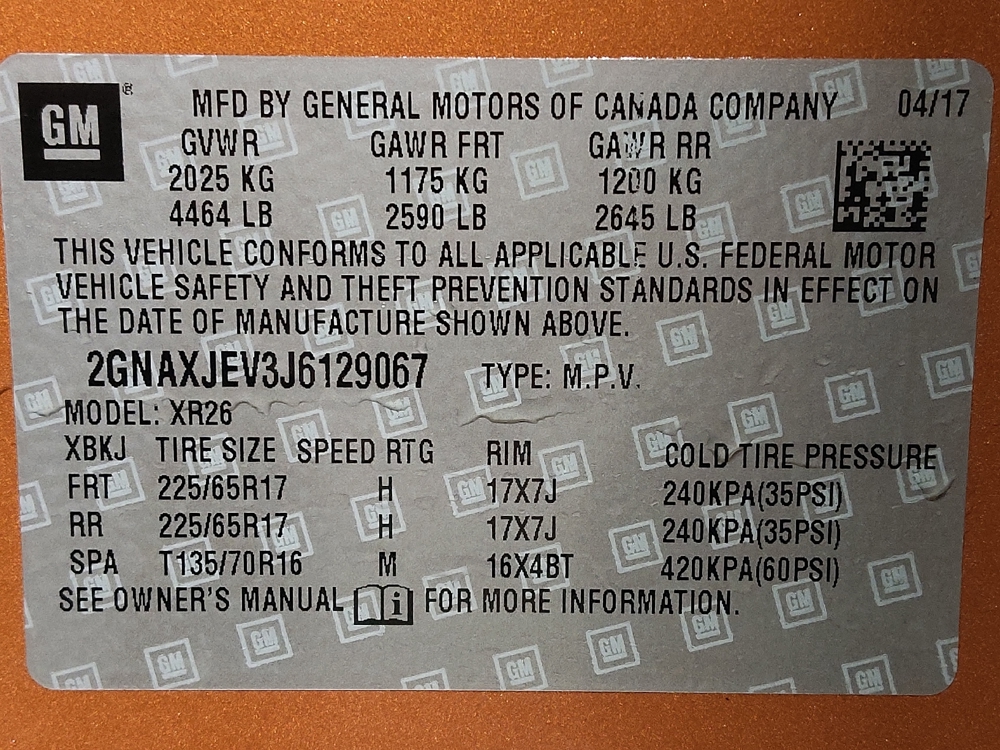 GM ® MFD BY GENERAL MOTORS OF CANADA COMPANY 04/17
GVWR GAWR FRT GAWR RR
2025 KG 1175 KG 1200 KG
4464 LB 2590 LB 2645 LB
THIS VEHICLE CONFORMS TO ALL APPLICABLE U.S. FEDERAL MOTOR
VEHICLE SAFETY AND THEFT PREVENTION STANDARDS IN EFFECT ON
THE DATE OF MANUFACTURE SHOWN ABOVE.
2GNAXJEV3J6129067 TYPE: M.P.V.
MODEL: XR26
XBKJ TIRE SIZE SPEED RTG RIM COLD TIRE PRESSURE
FRT 225/65R17 H 17X7J 240KPA(35PSI)
RR 225/65R17 H 17X7J 240KPA(35PSI)
SPA T135/70R16 M 16X4BT 420KPA(60PSI)
SEE OWNER'S MANUAL i FOR MORE INFORMATION.